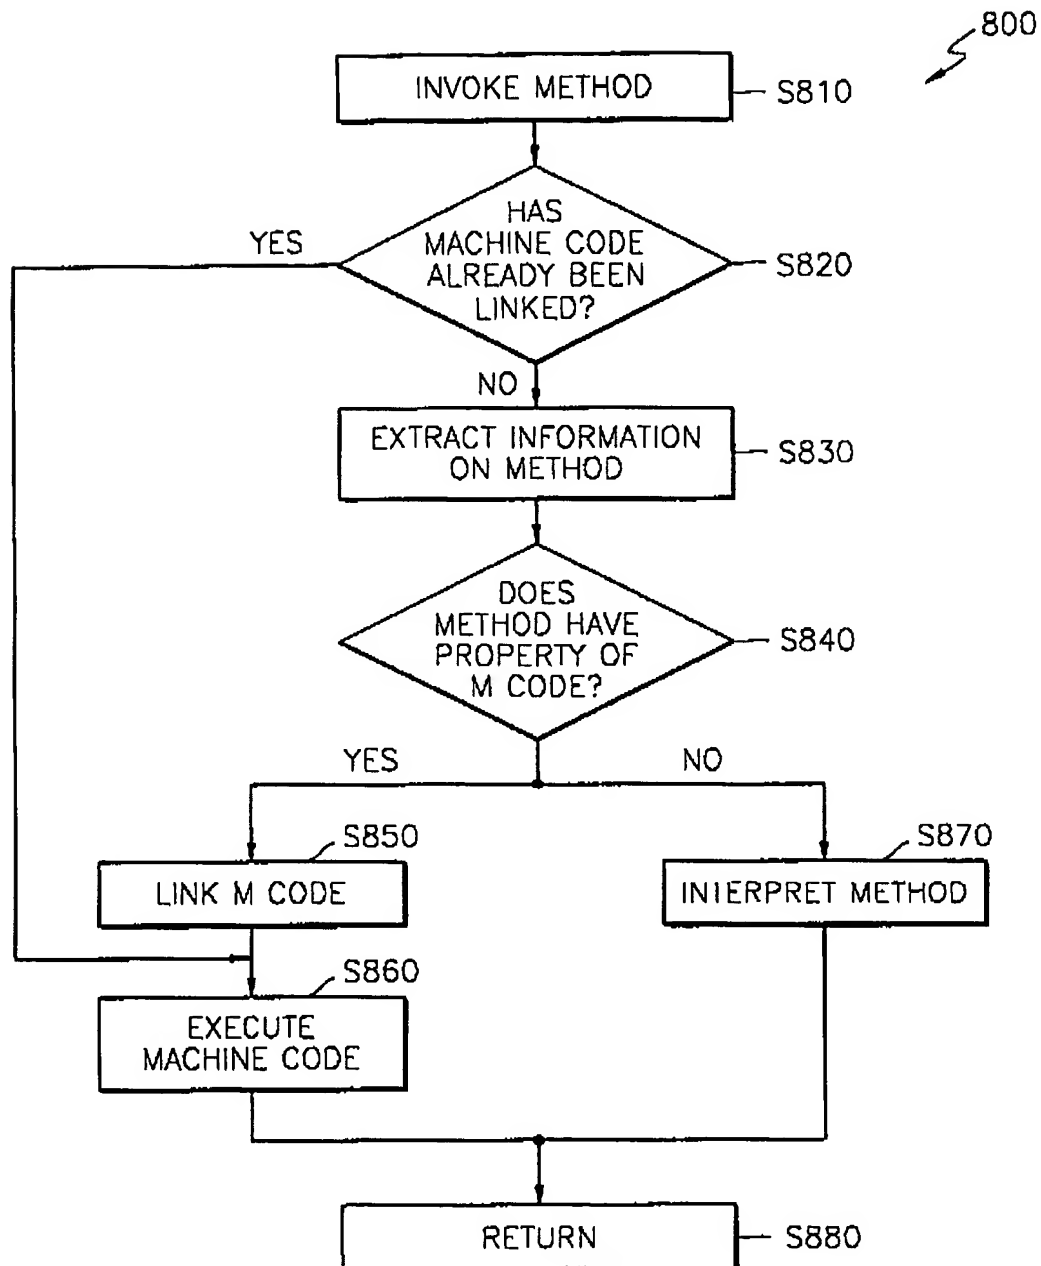 800
INVOKE METHOD
S810
HAS
MACHINE CODE
ALREADY BEEN
LINKED?
S820
YES
NO
EXTRACT INFORMATION
ON METHOD
S830
DOES
METHOD HAVE
PROPERTY OF
M CODE?
S840
YES
NO
S850
LINK M CODE
S870
INTERPRET METHOD
S860
EXECUTE
MACHINE CODE
RETURN
S880